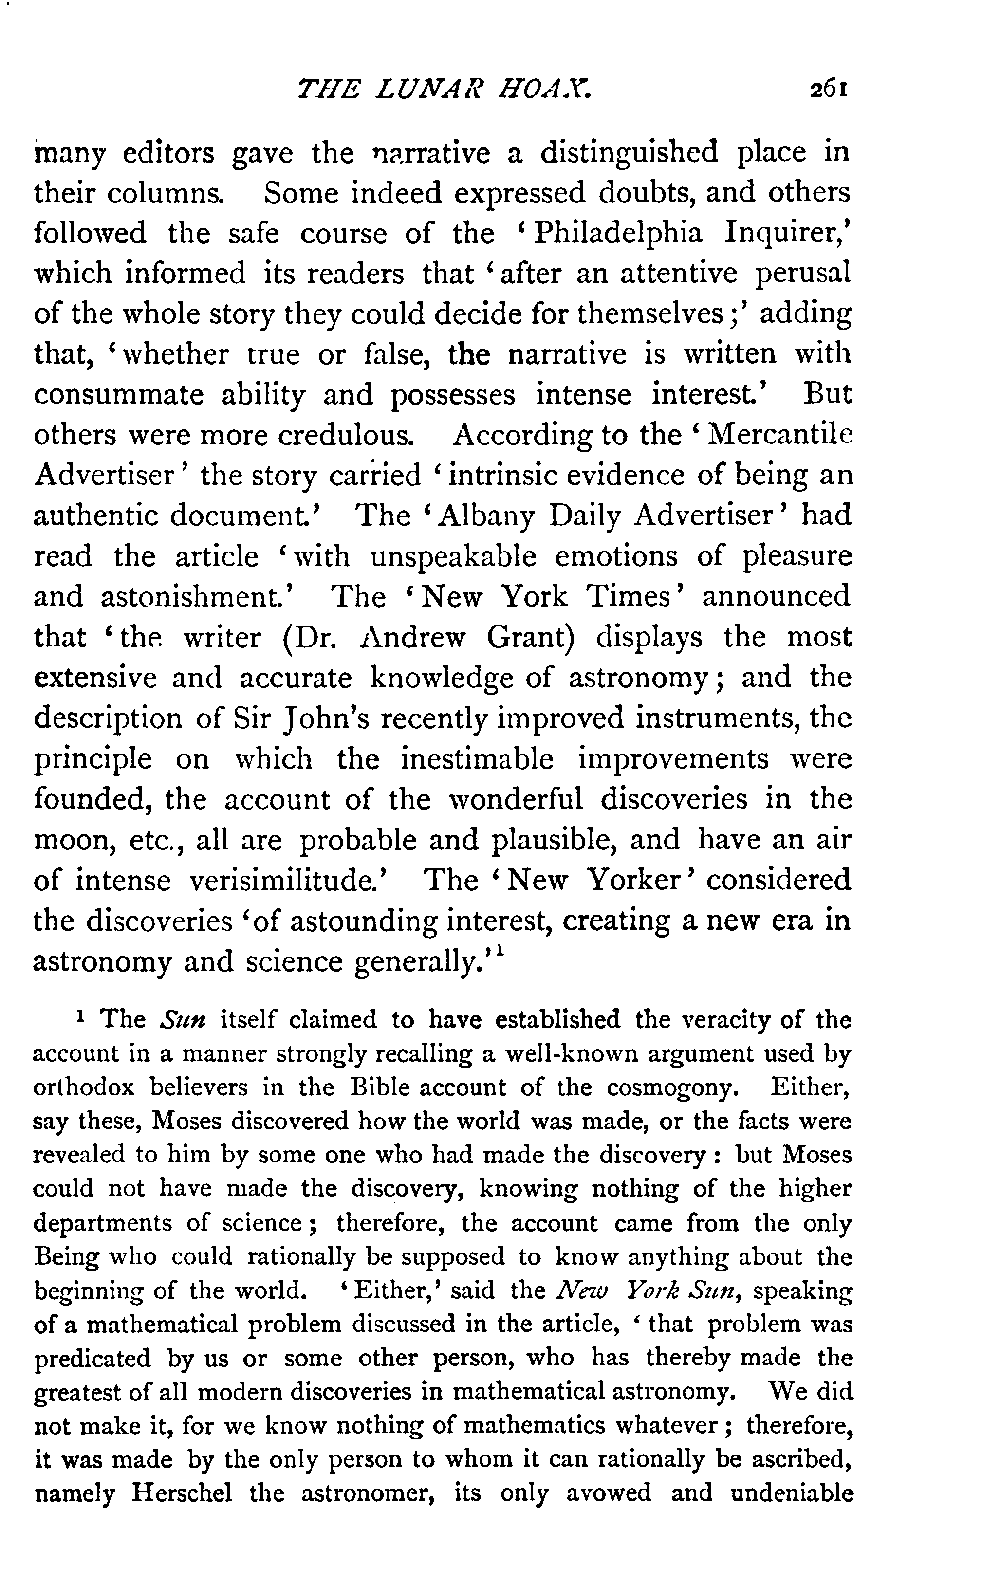 THE LUNAR HOAX. 261
many editors gave the narrative a distinguished place in
their columns. Some indeed expressed doubts, and others
followed the safe course of the ‘Philadelphia Inquirer,’
which informed its readers that ‘after an attentive perusal
of the whole story they could decide for themselves;’ adding
that, ‘whether true or false, the narrative is written with
consummate ability and possesses intense interest.’ But
others were more credulous. According to the ‘Mercantile
Advertiser’ the story carried ‘intrinsic evidence of being an
authentic document.’ The ‘Albany Daily Advertiser’ had
read the article ‘with unspeakable emotions of pleasure
and astonishment.’ The ‘New York Times’ announced
that ‘the writer (Dr. Andrew Grant) displays the most
extensive and accurate knowledge of astronomy; and the
description of Sir John’s recently improved instruments, the
principle on which the inestimable improvements were
founded, the account of the wonderful discoveries in the
moon, etc., all are probable and plausible, and have an air
of intense verisimilitude.’ The ‘New Yorker’ considered
the discoveries ‘of astounding interest, creating a new era in
astronomy and science generally.’¹
¹ The Sun itself claimed to have established the veracity of the
account in a manner strongly recalling a well-known argument used by
orthodox believers in the Bible account of the cosmogony. Either,
say these, Moses discovered how the world was made, or the facts were
revealed to him by some one who had made the discovery: but Moses
could not have made the discovery, knowing nothing of the higher
departments of science; therefore, the account came from the only
Being who could rationally be supposed to know anything about the
beginning of the world. ‘Either,’ said the New York Sun, speaking
of a mathematical problem discussed in the article, ‘that problem was
predicated by us or some other person, who has thereby made the
greatest of all modern discoveries in mathematical astronomy. We did
not make it, for we know nothing of mathematics whatever; therefore,
it was made by the only person to whom it can rationally be ascribed,
namely Herschel the astronomer, its only avowed and undeniable